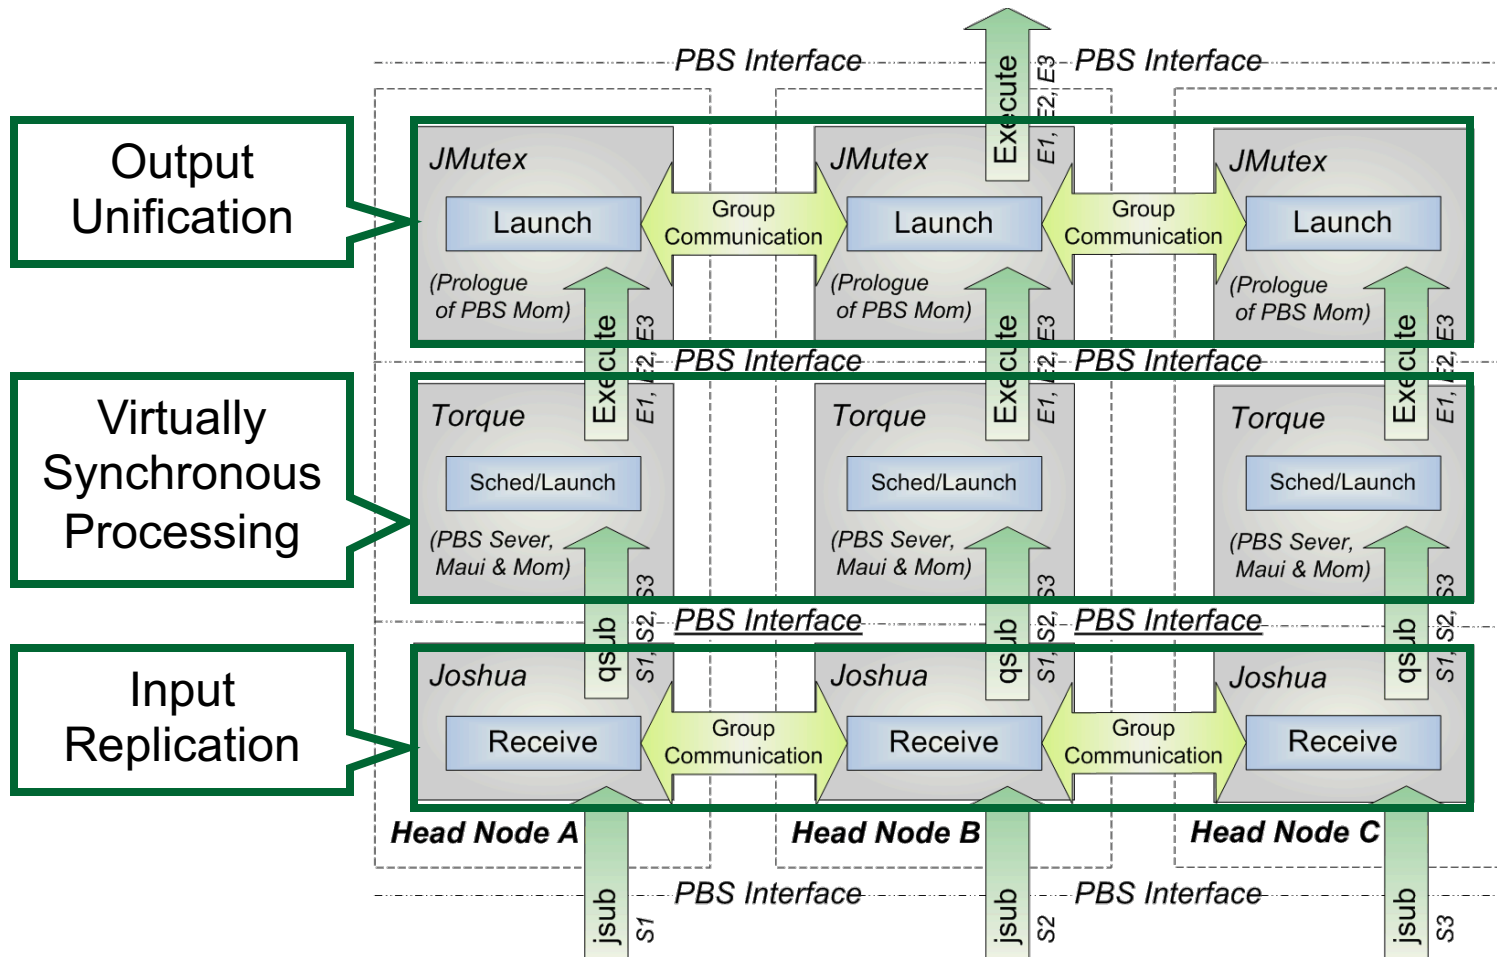 PBS Interface
PBS Interface
Execute
E1, E2, E3
Output
Unification
JMutex
Launch
(Prologue
of PBS Mom)
Group
Communication
JMutex
Launch
(Prologue
of PBS Mom)
Group
Communication
JMutex
Launch
(Prologue
of PBS Mom)
Execute
E1, E2, E3
PBS Interface
Execute
E1, E2, E3
PBS Interface
Execute
E1, E2, E3
Virtually
Synchronous
Processing
Torque
Sched/Launch
(PBS Sever,
Maui & Mom)
Torque
Sched/Launch
(PBS Sever,
Maui & Mom)
Torque
Sched/Launch
(PBS Sever,
Maui & Mom)
qsub
S1, S2, S3
PBS Interface
qsub
S1, S2, S3
PBS Interface
qsub
S1, S2, S3
Input
Replication
Joshua
Receive
Group
Communication
Joshua
Receive
Group
Communication
Joshua
Receive
Head Node A
Head Node B
Head Node C
jsub
S1
PBS Interface
jsub
S2
PBS Interface
jsub
S3